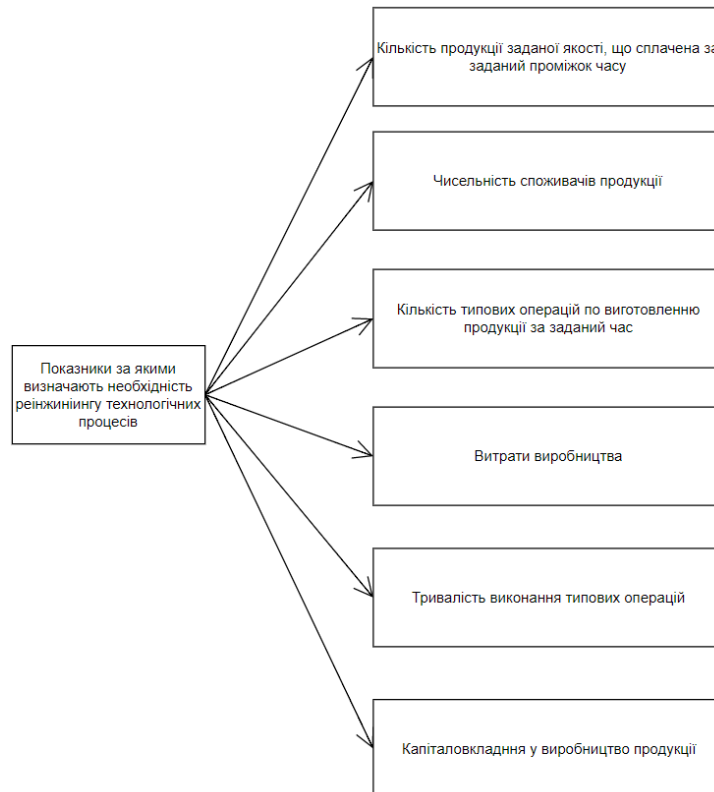 Кількість продукції заданої якості, що сплачена за
заданий проміжок часу
Чисельність споживачів продукції
Кількість типових операцій по виготовленню
продукції за заданий час
Показники за якими
визначають необхідність
реінжиніингу технологічних
процесів
Витрати виробництва
Тривалість виконання типових операцій
Капіталовкладння у виробництво продукції